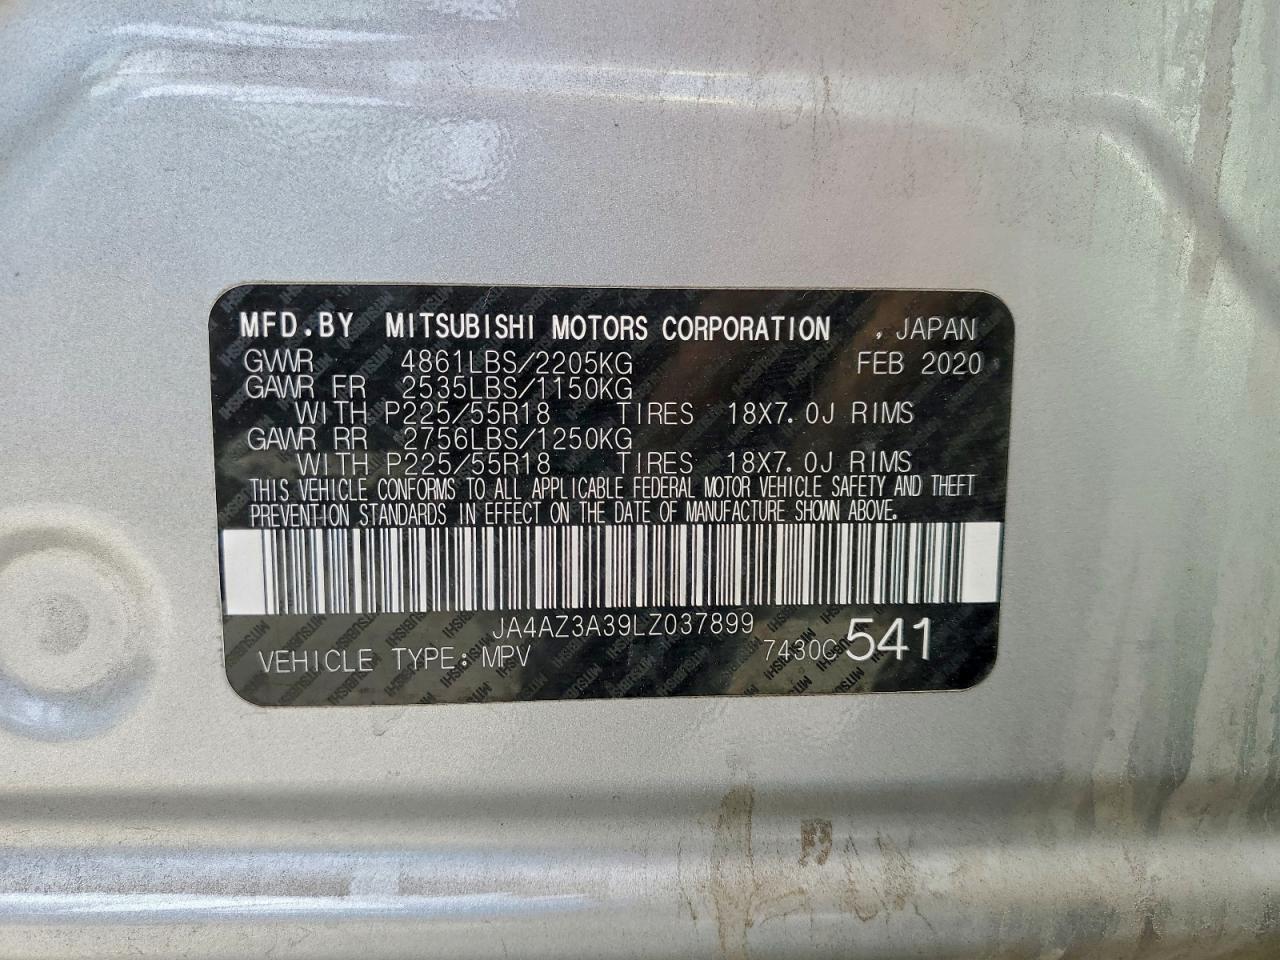 MFD.BY MITSUBISHI MOTORS CORPORATION , JAPAN
GVWR 4861LBS/2205KG FEB 2020
GAWR FR 2535LBS/1150KG
WITH P225/55R18 TIRES 18X7.0J RIMS
GAWR RR 2756LBS/1250KG
WITH P225/55R18 TIRES 18X7.0J RIMS
THIS VEHICLE CONFORMS TO ALL APPLICABLE FEDERAL MOTOR VEHICLE SAFETY AND THEFT
PREVENTION STANDARDS IN EFFECT ON THE DATE OF MANUFACTURE SHOWN ABOVE.
JA4AZ3A39LZ037899
VEHICLE TYPE: MPV 7430C541